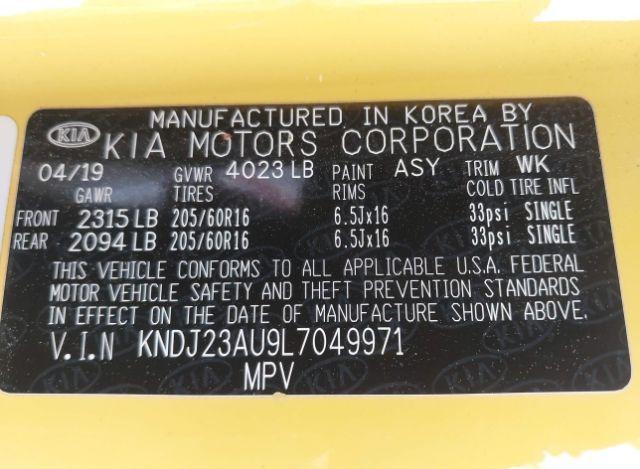 MANUFACTURED IN KOREA BY
KIA KIA MOTORS CORPORATION
04/19 GVWR 4023 LB PAINT ASY TRIM WK
GAWR TIRES RIMS COLD TIRE INFL
FRONT 2315 LB 205/60R16 6.5Jx16 33psi SINGLE
REAR 2094 LB 205/60R16 6.5Jx16 33psi SINGLE
THIS VEHICLE CONFORMS TO ALL APPLICABLE U.S.A. FEDERAL
MOTOR VEHICLE SAFETY AND THEFT PREVENTION STANDARDS
IN EFFECT ON THE DATE OF MANUFACTURE SHOWN ABOVE.
V.I.N KNDJ23AU9L7049971
MPV